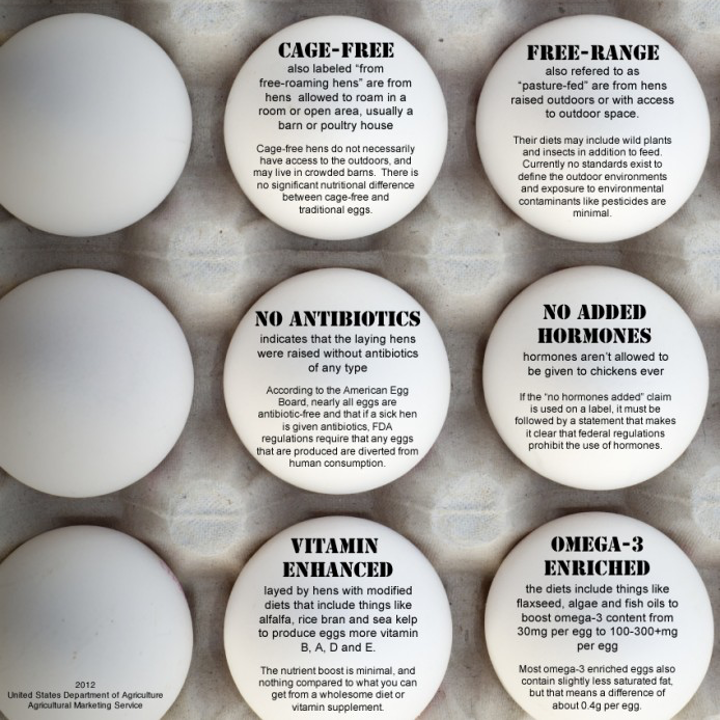 CAGE-FREE
also labeled “from
free-roaming hens” are from
hens allowed to roam in a
room or open area, usually a
barn or poultry house
Cage-free hens do not necessarily
have access to the outdoors, and
may live in crowded barns. There is
no significant nutritional difference
between cage-free and
traditional eggs.
FREE-RANGE
also refered to as
“pasture-fed” are from hens
raised outdoors or with access
to outdoor space.
Their diets may include wild plants
and insects in addition to feed.
Currently no standards exist to
define the outdoor environments
and exposure to environmental
contaminants like pesticides are
minimal.
NO ANTIBIOTICS
indicates that the laying hens
were raised without antibiotics
of any type
According to the American Egg
Board, nearly all eggs are
antibiotic-free and that if a sick hen
is given antibiotics, FDA
regulations require that any eggs
that are produced are diverted from
human consumption.
NO ADDED
HORMONES
hormones aren’t allowed to
be given to chickens ever
If the “no hormones added” claim
is used on a label, it must be
followed by a statement that makes
it clear that federal regulations
prohibit the use of hormones.
VITAMIN
ENHANCED
layed by hens with modified
diets that include things like
alfalfa, rice bran and sea kelp
to produce eggs more vitamin
B, A, D and E.
The nutrient boost is minimal, and
nothing compared to what you can
get from a wholesome diet or
vitamin supplement.
OMEGA-3
ENRICHED
the diets include things like
flaxseed, algae and fish oils to
boost omega-3 content from
30mg per egg to 100-300+mg
per egg
Most omega-3 enriched eggs also
contain slightly less saturated fat,
but that means a difference of
about 0.4g per egg.
2012
United States Department of Agriculture
Agricultural Marketing Service